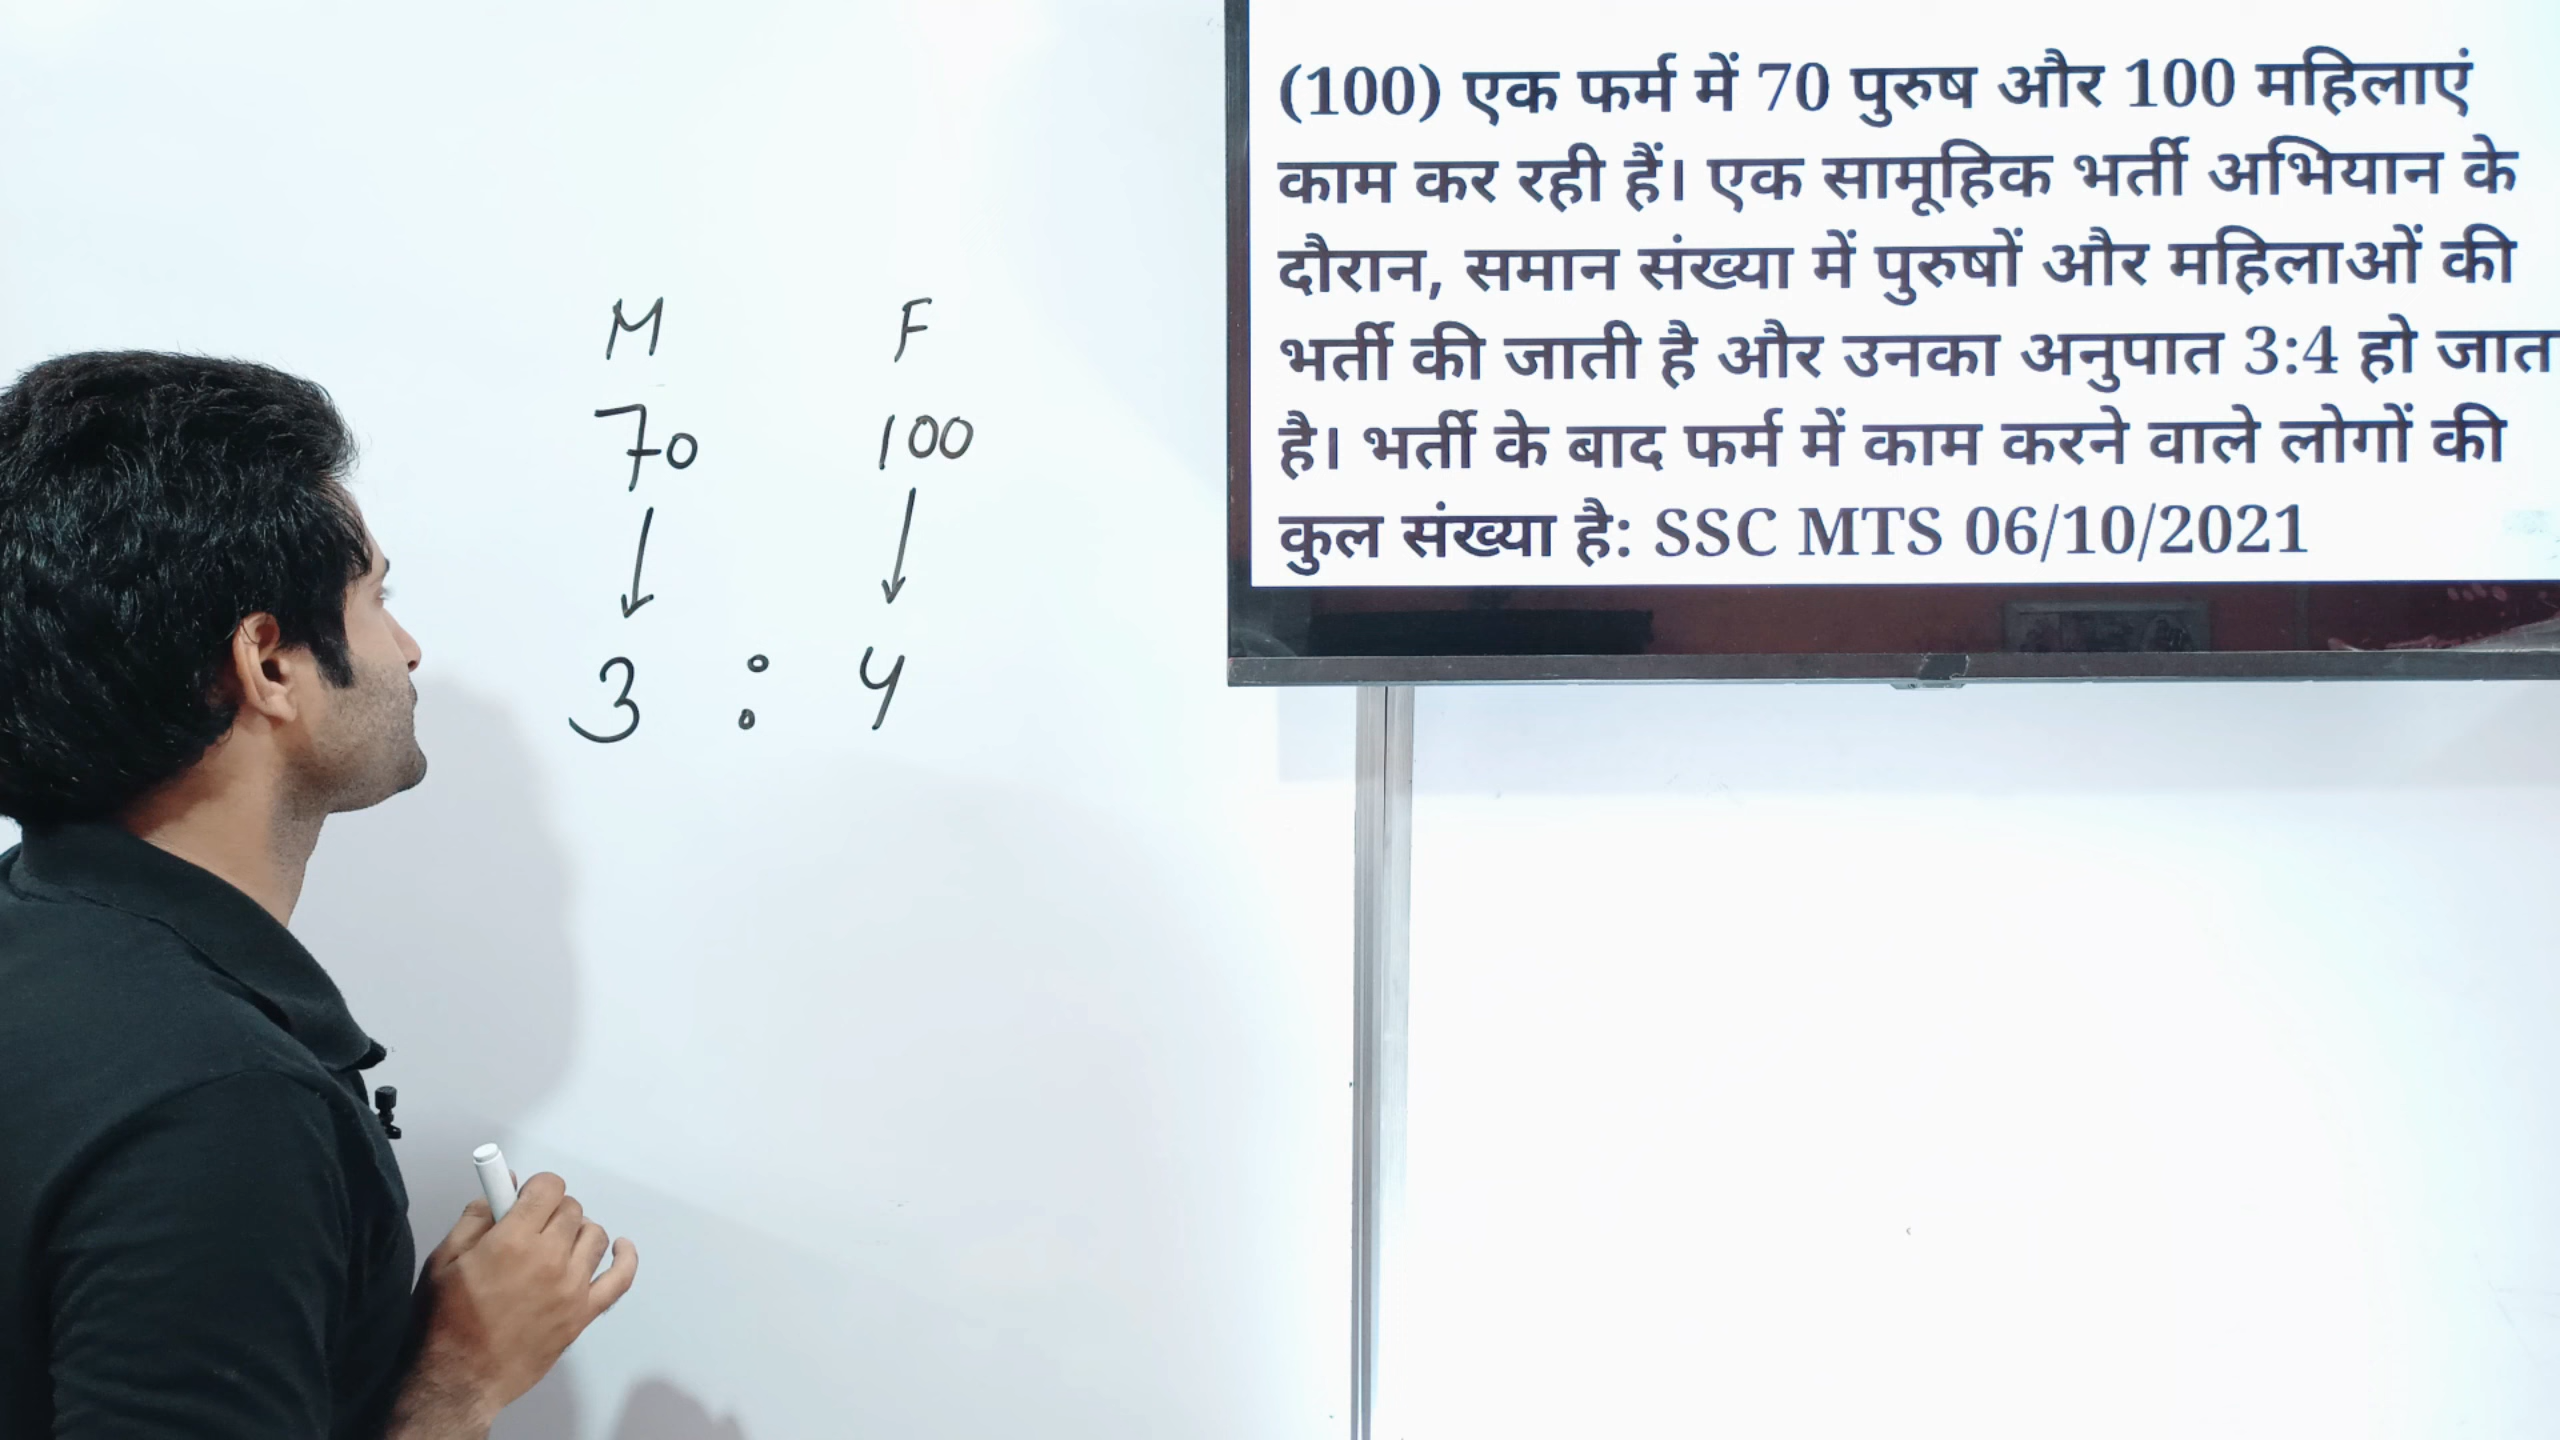 M F
70 100
3 : 4
(100) एक फर्म में 70 पुरुष और 100 महिलाएं
काम कर रही हैं। एक सामूहिक भर्ती अभियान के
दौरान, समान संख्या में पुरुषों और महिलाओं की
भर्ती की जाती है और उनका अनुपात 3:4 हो जात
है। भर्ती के बाद फर्म में काम करने वाले लोगों की
कुल संख्या है: SSC MTS 06/10/2021